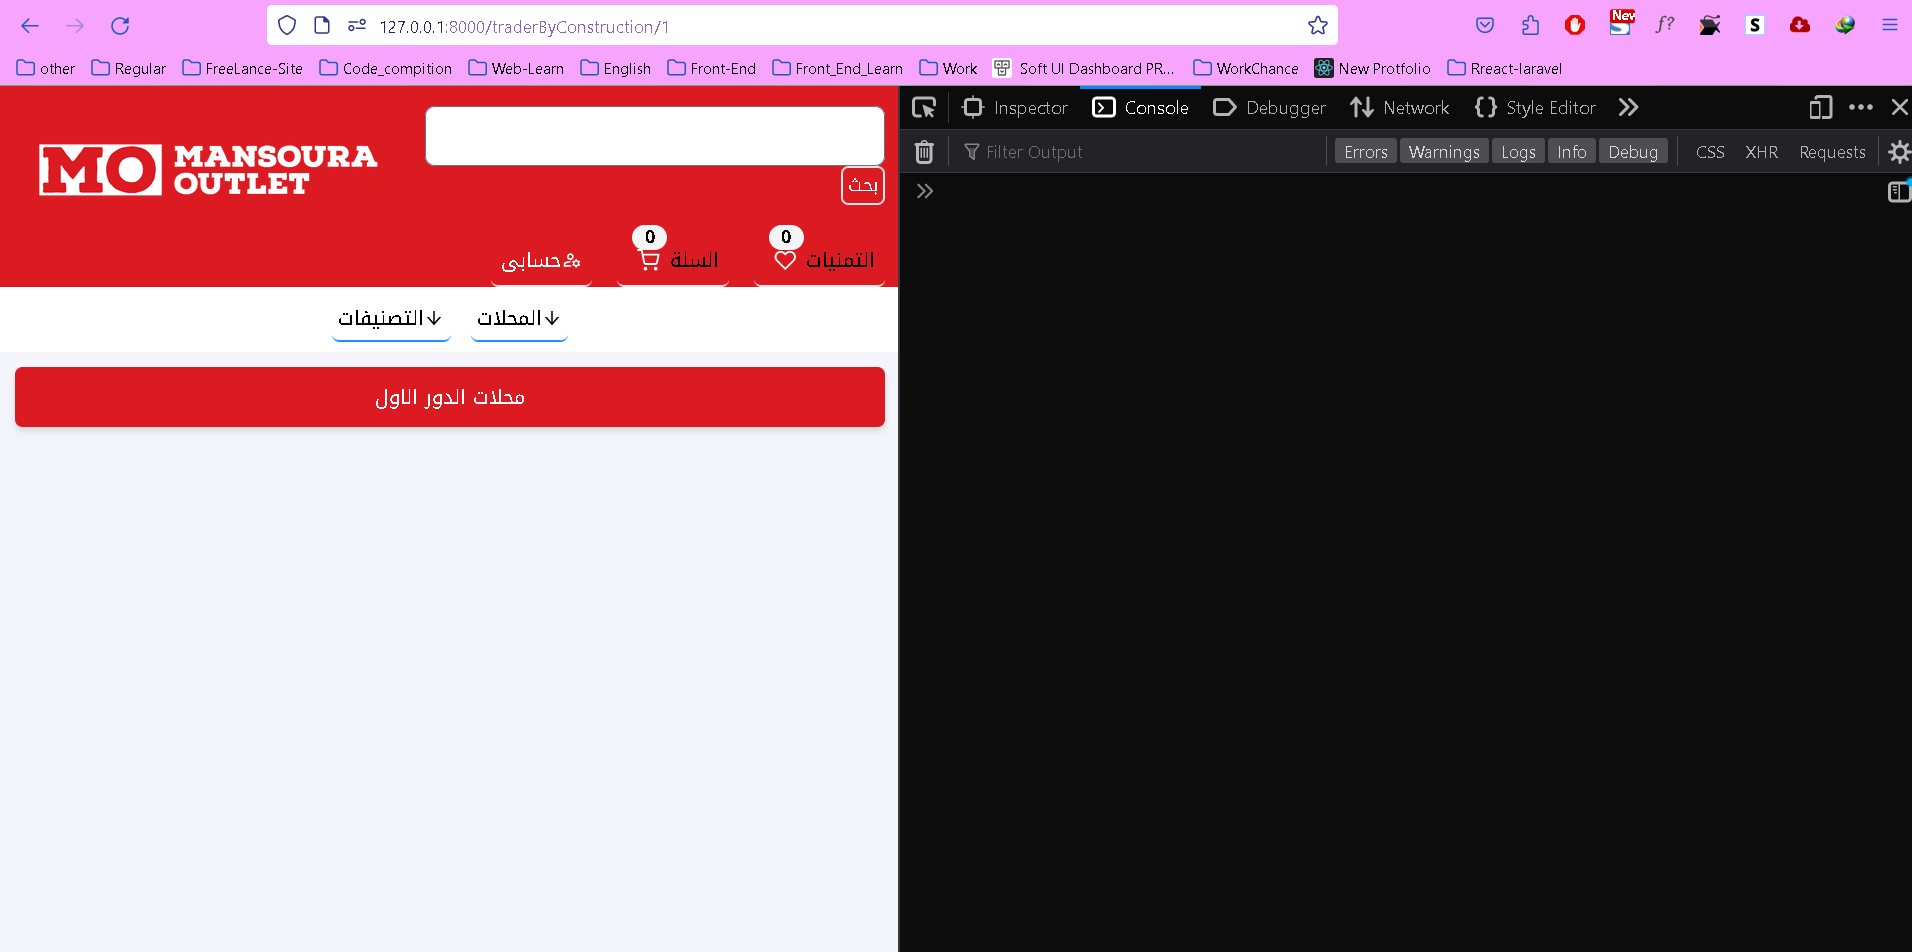 127.0.0.1:8000/traderByConstruction/1
New
f?
S
other Regular FreeLance-Site Code_compition Web-Learn English Front-End Front_End_Learn Work Soft UI Dashboard PR... WorkChance New Protfolio Rreact-laravel
MO MANSOURA OUTLET
بحث
0
التمنيات
0
السلة
حسابى
المحلات
التصنيفات
محلات الدور الاول
Inspector Console Debugger Network Style Editor
Filter Output Errors Warnings Logs Info Debug CSS XHR Requests